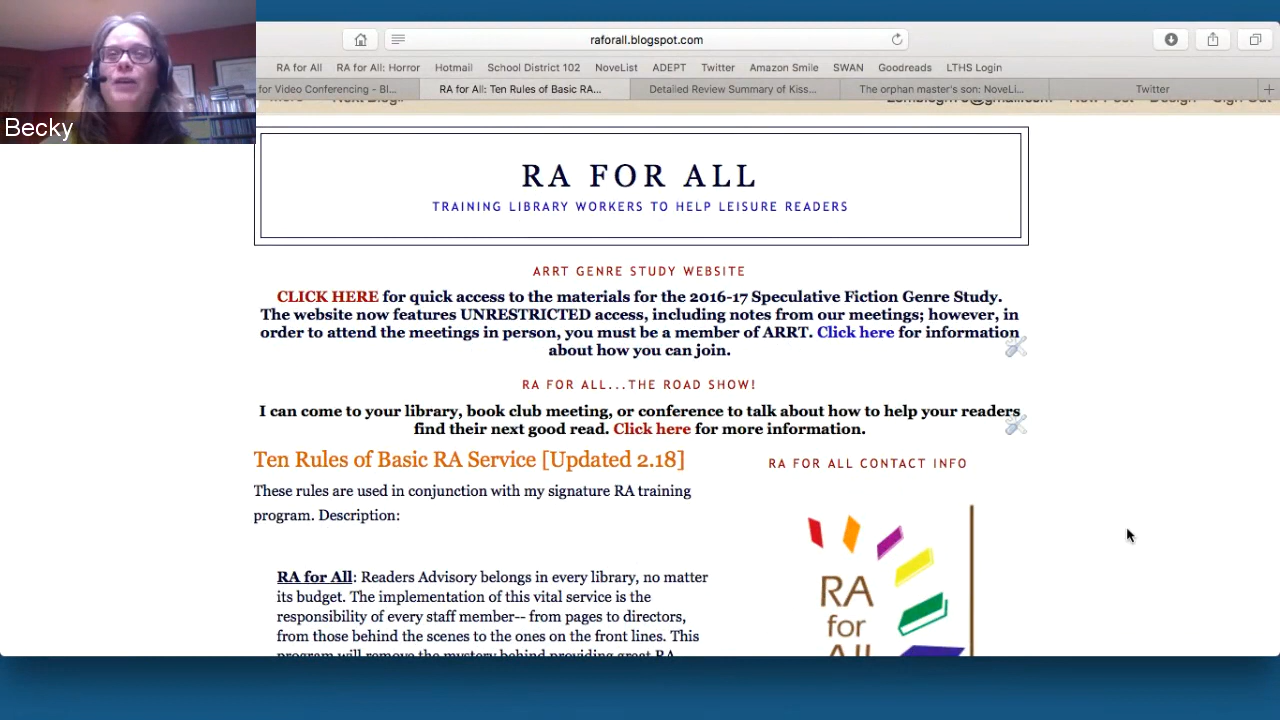 Becky
raforall.blogspot.com
RA for All RA for All: Horror Hotmail School District 102 NoveList ADEPT Twitter Amazon Smile SWAN Goodreads LTHS Login
for Video Conferencing - Bl... RA for All: Ten Rules of Basic RA... Detailed Review Summary of Kiss... The orphan master's son: NoveLi... Twitter +
RA FOR ALL
TRAINING LIBRARY WORKERS TO HELP LEISURE READERS
ARRT GENRE STUDY WEBSITE
CLICK HERE for quick access to the materials for the 2016-17 Speculative Fiction Genre Study.
The website now features UNRESTRICTED access, including notes from our meetings; however, in
order to attend the meetings in person, you must be a member of ARRT. Click here for information
about how you can join.
RA FOR ALL...THE ROAD SHOW!
I can come to your library, book club meeting, or conference to talk about how to help your readers
find their next good read. Click here for more information.
Ten Rules of Basic RA Service [Updated 2.18]
These rules are used in conjunction with my signature RA training
program. Description:
RA for All: Readers Advisory belongs in every library, no matter
its budget. The implementation of this vital service is the
responsibility of every staff member-- from pages to directors,
from those behind the scenes to the ones on the front lines. This
program will remove the mystery behind providing great RA
RA FOR ALL CONTACT INFO
RA
for
All